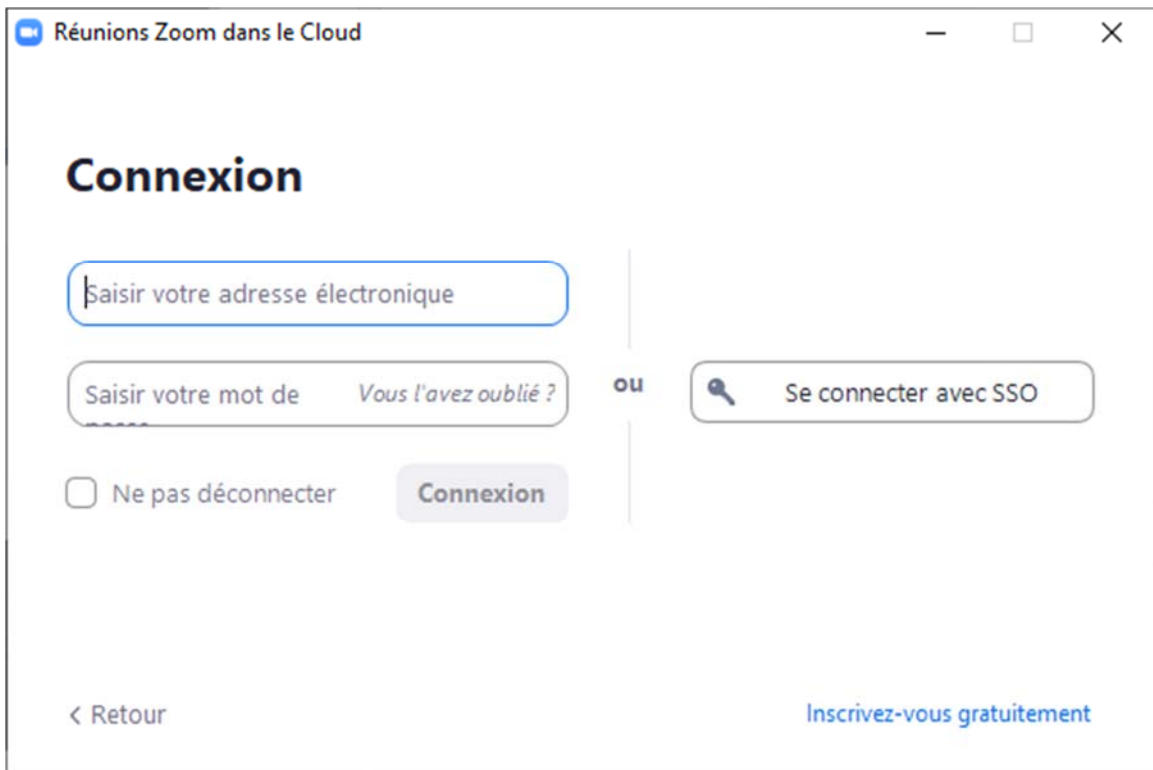 Réunions Zoom dans le Cloud
Connexion
Saisir votre adresse électronique
Saisir votre mot de
Vous l'avez oublié ?
ou
Se connecter avec SSO
Ne pas déconnecter
Connexion
< Retour
Inscrivez-vous gratuitement